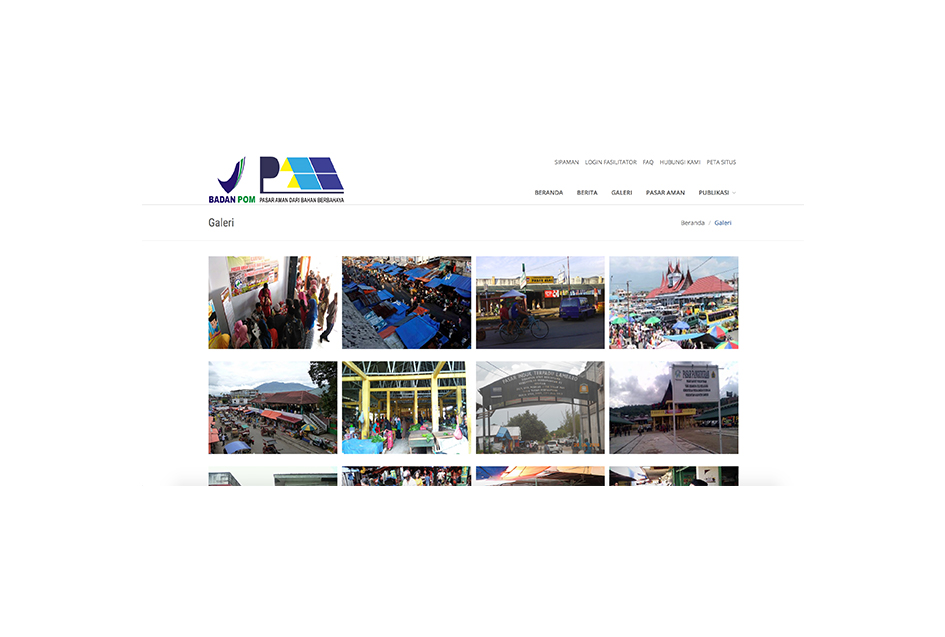 SIPAMAN LOGIN FASILITATOR FAQ HUBUNGI KAMI PETA SITUS
BADAN POM
PASAR AMAN DARI BAHAN BERBAHAYA
BERANDA BERITA GALERI PASAR AMAN PUBLIKASI
Galeri
Beranda / Galeri